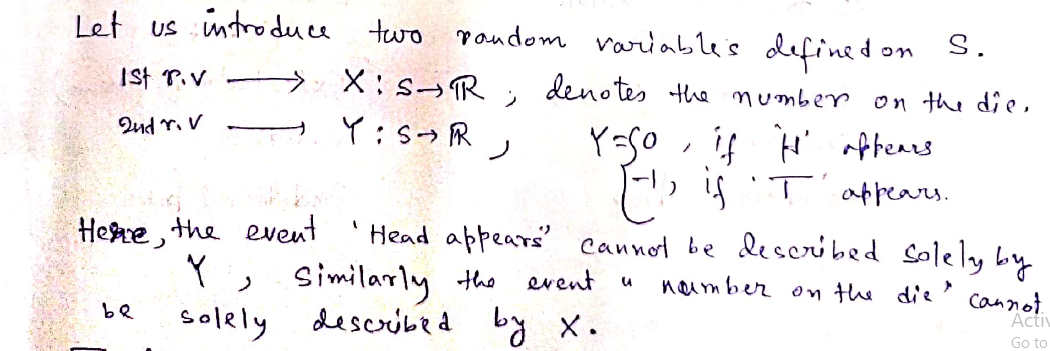 Let us introduce two random variables defined on S.
1st r.v ⟶ X : S→ℝ ; denotes the number on the die.
2nd r.v ⟶ Y : S→ℝ , Y = { 0 , if 'H' appears
-1, if 'T' appears.
Here, the event 'Head appears' cannot be described solely by
Y , similarly the event " number on the die" cannot
be solely described by X.
Activ
Go to